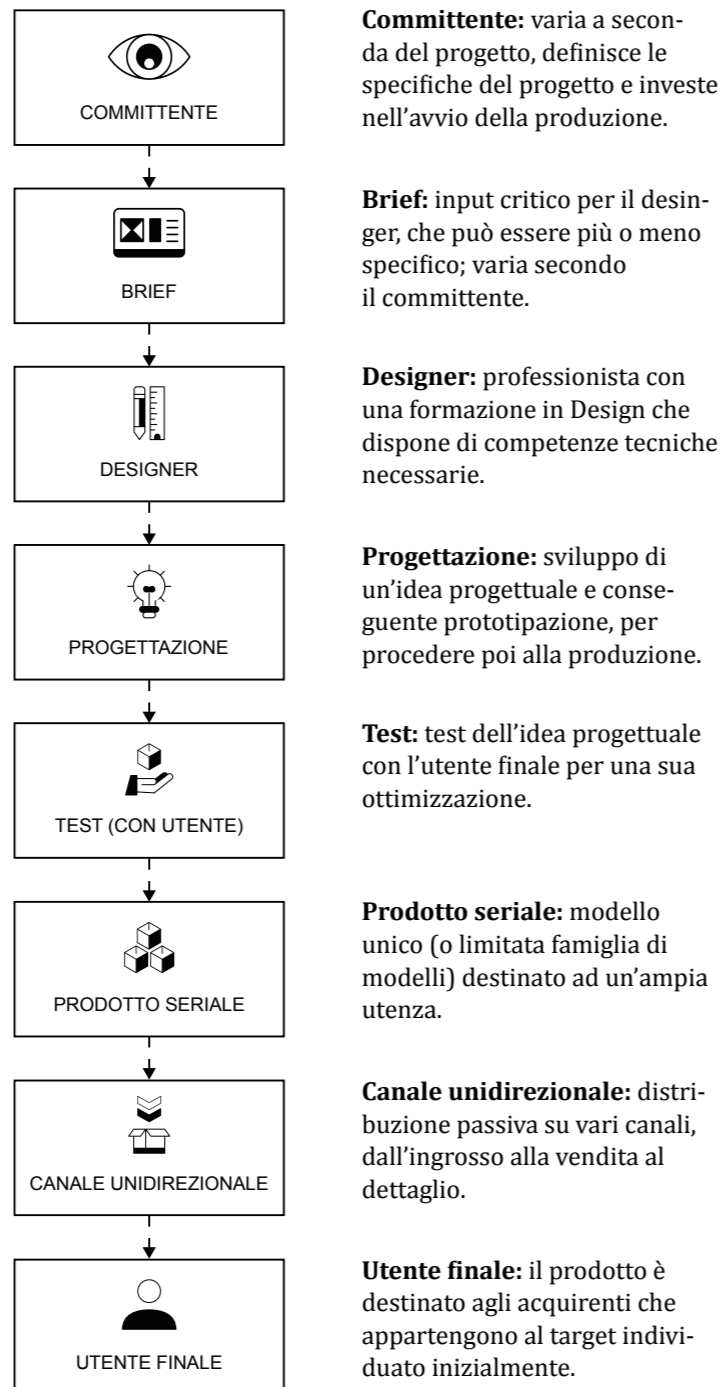 COMMITTENTE
Committente: varia a secon-
da del progetto, definisce le
specifiche del progetto e investe
nell'avvio della produzione.
BRIEF
Brief: input critico per il desin-
ger, che può essere più o meno
specifico; varia secondo
il committente.
DESIGNER
Designer: professionista con
una formazione in Design che
dispone di competenze tecniche
necessarie.
PROGETTAZIONE
Progettazione: sviluppo di
un'idea progettuale e conse-
guente prototipazione, per
procedere poi alla produzione.
TEST (CON UTENTE)
Test: test dell'idea progettuale
con l'utente finale per una sua
ottimizzazione.
PRODOTTO SERIALE
Prodotto seriale: modello
unico (o limitata famiglia di
modelli) destinato ad un'ampia
utenza.
CANALE UNIDIREZIONALE
Canale unidirezionale: distri-
buzione passiva su vari canali,
dall'ingrosso alla vendita al
dettaglio.
UTENTE FINALE
Utente finale: il prodotto è
destinato agli acquirenti che
appartengono al target indivi-
duato inizialmente.